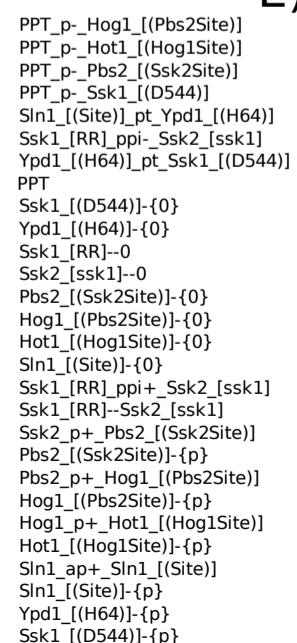 PPT_p-_Hog1_[(Pbs2Site)]
PPT_p-_Hot1_[(Hog1Site)]
PPT_p-_Pbs2_[(Ssk2Site)]
PPT_p-_Ssk1_[(D544)]
Sln1_[(Site)]_pt_Ypd1_[(H64)]
Ssk1_[RR]_ppi-_Ssk2_[ssk1]
Ypd1_[(H64)]_pt_Ssk1_[(D544)]
PPT
Ssk1_[(D544)]-{0}
Ypd1_[(H64)]-{0}
Ssk1_[RR]--0
Ssk2_[ssk1]--0
Pbs2_[(Ssk2Site)]-{0}
Hog1_[(Pbs2Site)]-{0}
Hot1_[(Hog1Site)]-{0}
Sln1_[(Site)]-{0}
Ssk1_[RR]_ppi+_Ssk2_[ssk1]
Ssk1_[RR]--Ssk2_[ssk1]
Ssk2_p+_Pbs2_[(Ssk2Site)]
Pbs2_[(Ssk2Site)]-{p}
Pbs2_p+_Hog1_[(Pbs2Site)]
Hog1_[(Pbs2Site)]-{p}
Hog1_p+_Hot1_[(Hog1Site)]
Hot1_[(Hog1Site)]-{p}
Sln1_ap+_Sln1_[(Site)]
Sln1_[(Site)]-{p}
Ypd1_[(H64)]-{p}
Ssk1_[(D544)]-{p}